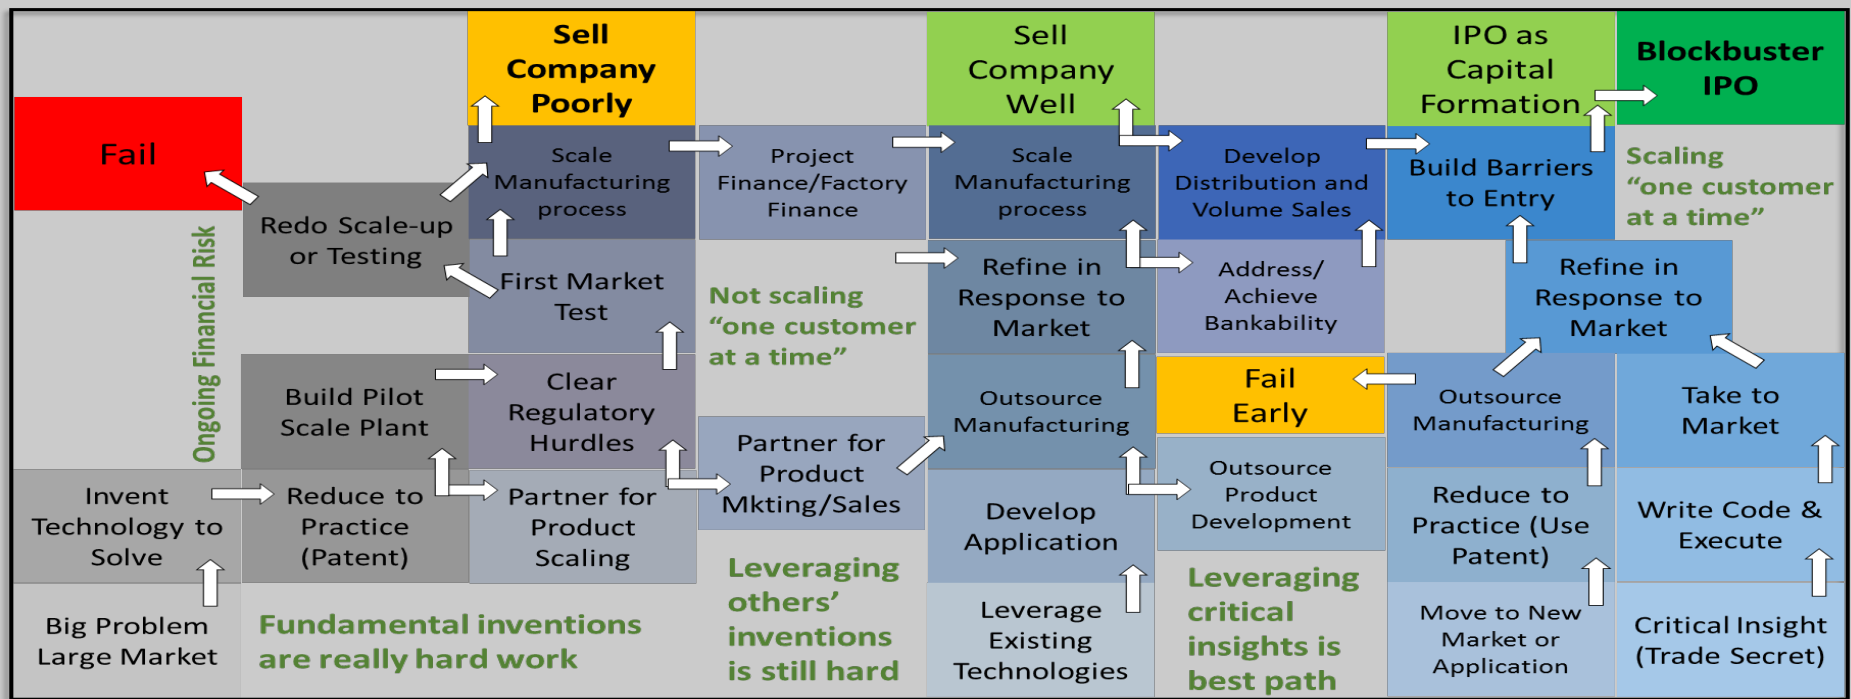 Sell
Company
Poorly
Sell
Company
Well
IPO as
Capital
Formation
Blockbuster
IPO
Fail
Scale
Manufacturing
process
Project
Finance/Factory
Finance
Scale
Manufacturing
process
Develop
Distribution and
Volume Sales
Build Barriers
to Entry
Scaling
“one customer
at a time”
Redo Scale-up
or Testing
Ongoing Financial Risk
First Market
Test
Not scaling
“one customer
at a time”
Refine in
Response to
Market
Address/
Achieve
Bankability
Refine in
Response to
Market
Build Pilot
Scale Plant
Clear
Regulatory
Hurdles
Partner for
Product
Mkting/Sales
Outsource
Manufacturing
Fail
Early
Outsource
Manufacturing
Take to
Market
Invent
Technology to
Solve
Reduce to
Practice
(Patent)
Partner for
Product
Scaling
Develop
Application
Outsource
Product
Development
Reduce to
Practice (Use
Patent)
Write Code &
Execute
Big Problem
Large Market
Fundamental inventions
are really hard work
Leveraging
others’
inventions
is still hard
Leverage
Existing
Technologies
Leveraging
critical
insights is
best path
Move to New
Market or
Application
Critical Insight
(Trade Secret)